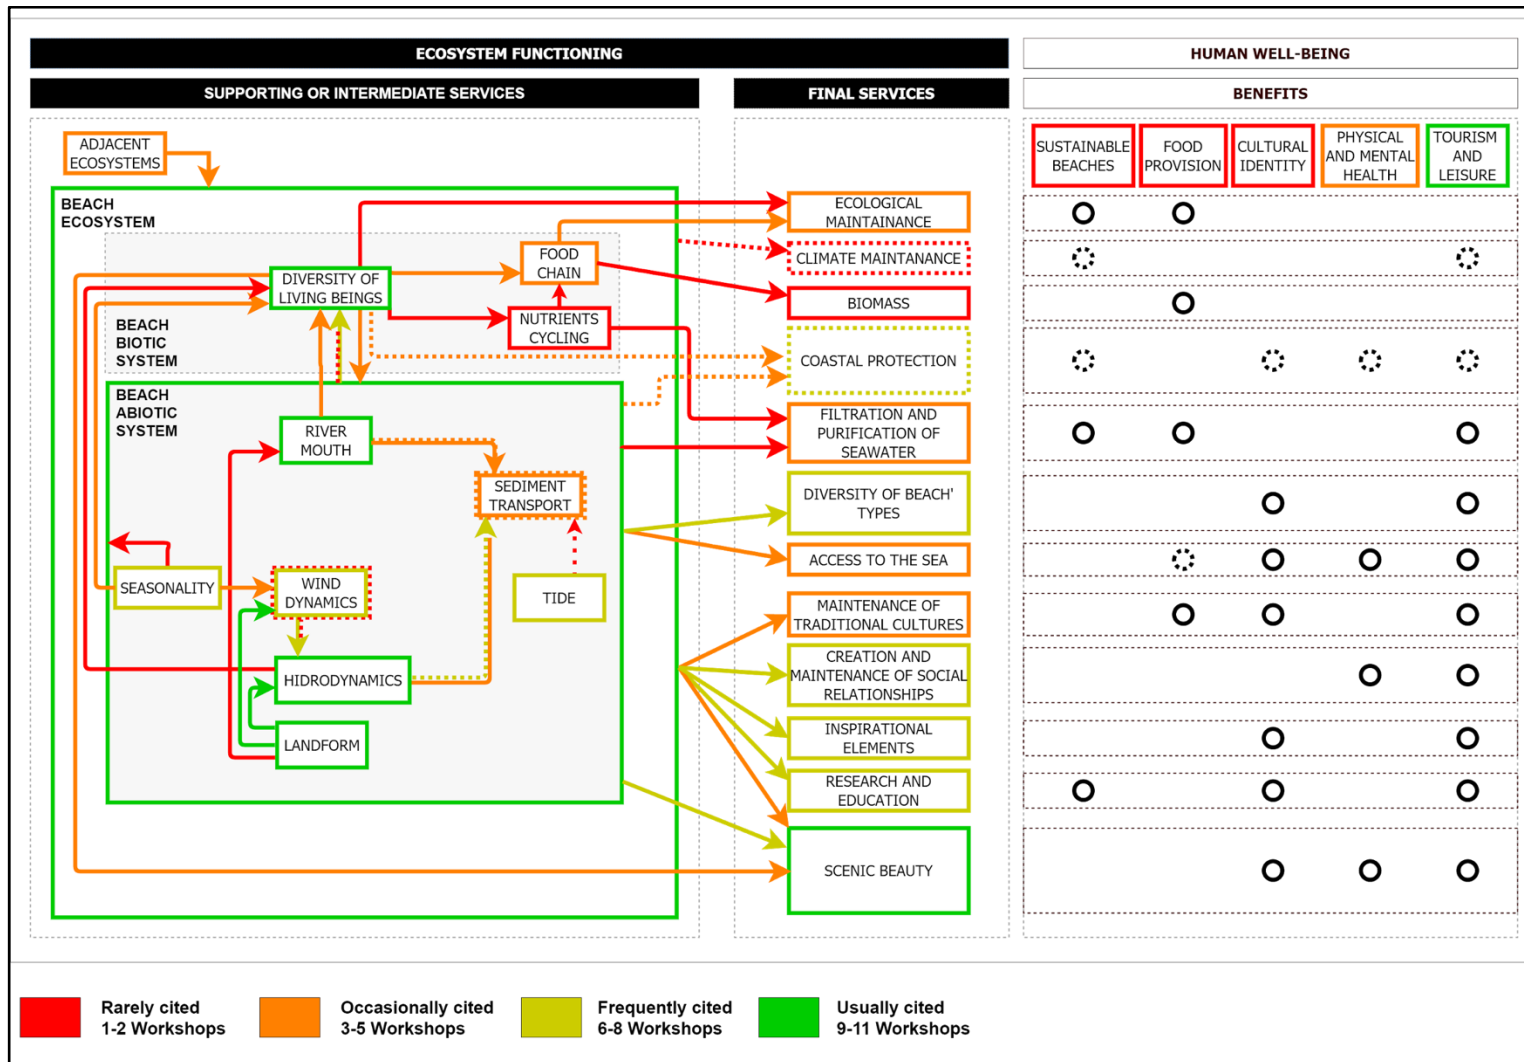 ECOSYSTEM FUNCTIONING
HUMAN WELL-BEING
SUPPORTING OR INTERMEDIATE SERVICES
FINAL SERVICES
BENEFITS
ADJACENT
ECOSYSTEMS
SUSTAINABLE
BEACHES
FOOD
PROVISION
CULTURAL
IDENTITY
PHYSICAL
AND MENTAL
HEALTH
TOURISM
AND
LEISURE
BEACH
ECOSYSTEM
DIVERSITY OF
LIVING BEINGS
FOOD
CHAIN
NUTRIENTS
CYCLING
BEACH
BIOTIC
SYSTEM
BEACH
ABIOTIC
SYSTEM
RIVER
MOUTH
SEDIMENT
TRANSPORT
SEASONALITY
WIND
DYNAMICS
TIDE
HIDRODYNAMICS
LANDFORM
ECOLOGICAL
MAINTAINANCE
CLIMATE MAINTANANCE
BIOMASS
COASTAL PROTECTION
FILTRATION AND
PURIFICATION OF
SEAWATER
DIVERSITY OF BEACH'
TYPES
ACCESS TO THE SEA
MAINTENANCE OF
TRADITIONAL CULTURES
CREATION AND
MAINTENANCE OF SOCIAL
RELATIONSHIPS
INSPIRATIONAL
ELEMENTS
RESEARCH AND
EDUCATION
SCENIC BEAUTY
Rarely cited
1-2 Workshops
Occasionally cited
3-5 Workshops
Frequently cited
6-8 Workshops
Usually cited
9-11 Workshops